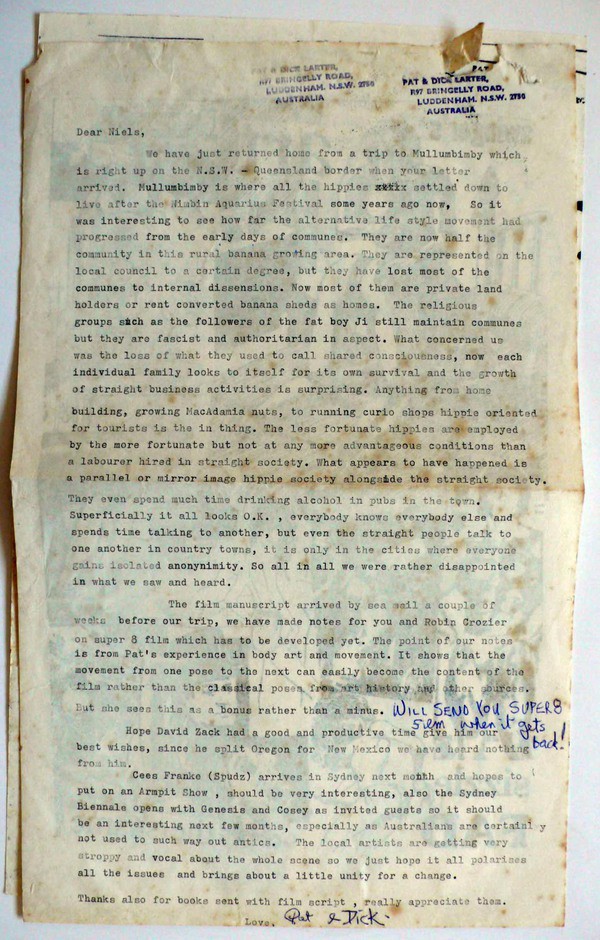 PAT & DICK LARTER,
R97 BRINGELLY ROAD,
LUDDENHAM. N.S.W. 2750
AUSTRALIA
PAT & DICK LARTER,
R97 BRINGELLY ROAD,
LUDDENHAM. N.S.W. 2750
AUSTRALIA
Dear Niels,
We have just returned home from a trip to Mullumbimby which
is right up on the N.S.W. - Queensland border when your letter
arrived. Mullumbimby is where all the hippies settled down to
live after the Nimbin Aquarius Festival some years ago now, So it
was interesting to see how far the alternative life style movement had
progressed from the early days of communes. They are now half the
community in this rural banana growing area. They are represented on the
local council to a certain degree, but they have lost most of the
communes to internal dissensions. Now most of them are private land
holders or rent converted banana sheds as homes. The religious
groups such as the followers of the fat boy Ji still maintain communes
but they are fascist and authoritarian in aspect. What concerned us
was the loss of what they used to call shared consciousness, now each
individual family looks to itself for its own survival and the growth
of straight business activities is surprising. Anything from home
building, growing MacAdamia nuts, to running curio shops hippie oriented
for tourists is the in thing. The less fortunate hippies are employed
by the more fortunate but not at any more advantageous conditions than
a labourer hired in straight society. What appears to have happened is
a parallel or mirror image hippie society alongside the straight society.
They even spend much time drinking alcohol in pubs in the town.
Superficially it all looks O.K. , everybody knows everybody else and
spends time talking to another, but even the straight people talk to
one another in country towns, it is only in the cities where everyone
gains isolated anonynimity. So all in all we were rather disappointed
in what we saw and heard.
The film manuscript arrived by sea mail a couple of
weeks before our trip, we have made notes for you and Robin Crozier
on super 8 film which has to be developed yet. The point of our notes
is from Pat's experience in body art and movement. It shows that the
movement from one pose to the next can easily become the content of the
film rather than the classical poses from art history and other sources.
But she sees this as a bonus rather than a minus. WILL SEND YOU SUPER 8
film when it gets
back!
Hope David Zack had a good and productive time give him our
best wishes, since he split Oregon for New Mexico we have heard nothing
from him.
Cees Franke (Spudz) arrives in Sydney next month and hopes to
put on an Armpit Show , should be very interesting, also the Sydney
Biennale opens with Genesis and Cosey as invited guests so it should
be an interesting next few months, especially as Australians are certainl y
not used to such way out antics. The local artists are getting very
stroppy and vocal about the whole scene so we just hope it all polarizes
all the issues and brings about a little unity for a change.
Thanks also for books sent with film script , really appreciate them.
Love, Pat & Dick.